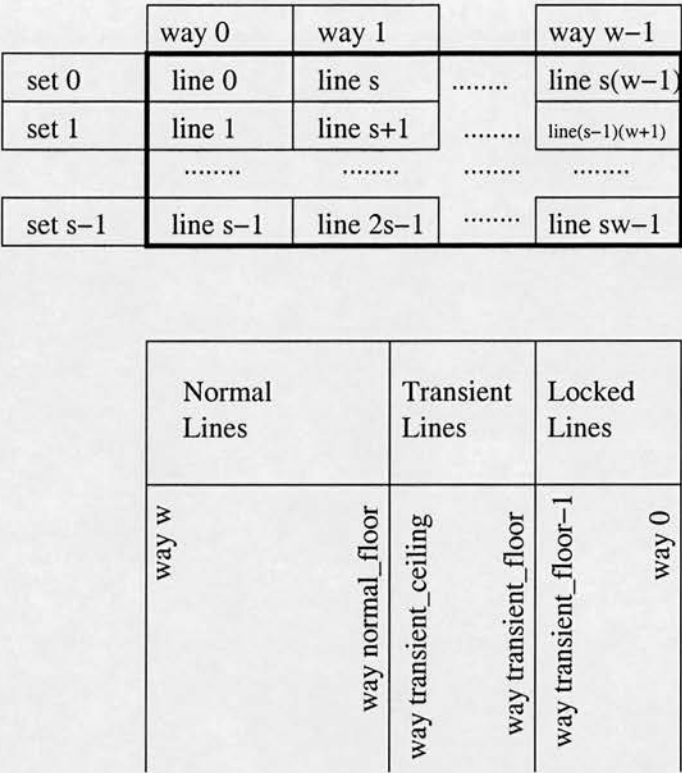 way 0 way 1 way w−1
set 0 line 0 line s ........ line s(w−1)
set 1 line 1 line s+1 ........ line(s−1)(w+1)
........ ........ ........ ........
set s−1 line s−1 line 2s−1 ........ line sw−1
Normal Lines
Transient Lines
Locked Lines
way w
way normal_floor
way transient_ceiling
way transient_floor
way transient_floor−1
way 0